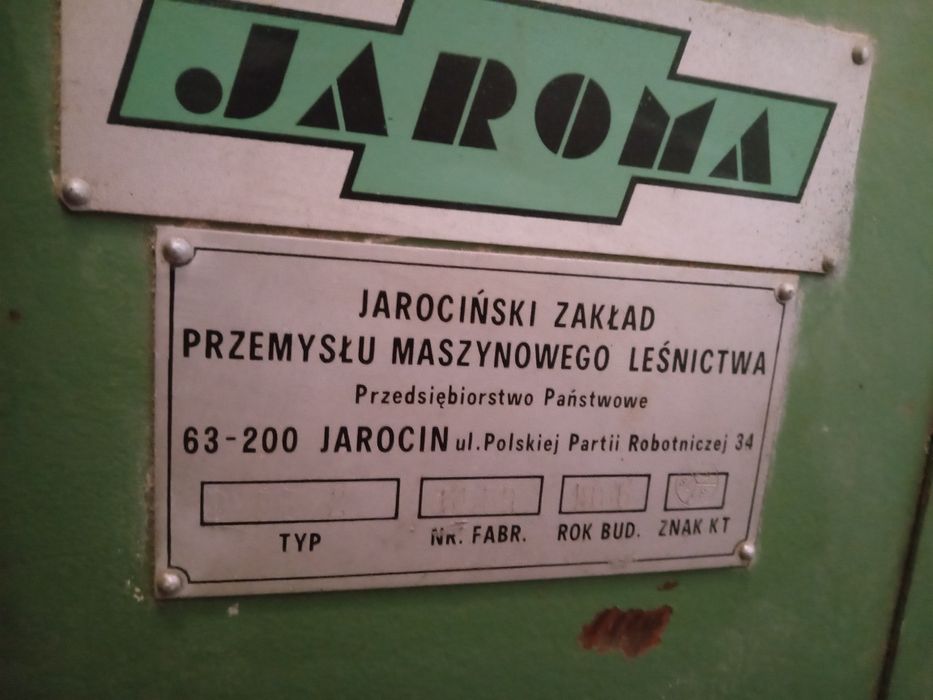 JAROMA
JAROCIŃSKI ZAKŁAD
PRZEMYSŁU MASZYNOWEGO LEŚNICTWA
Przedsiębiorstwo Państwowe
63-200 JAROCIN ul. Polskiej Partii Robotniczej 34
TYP NR. FABR. ROK BUD. ZNAK KT